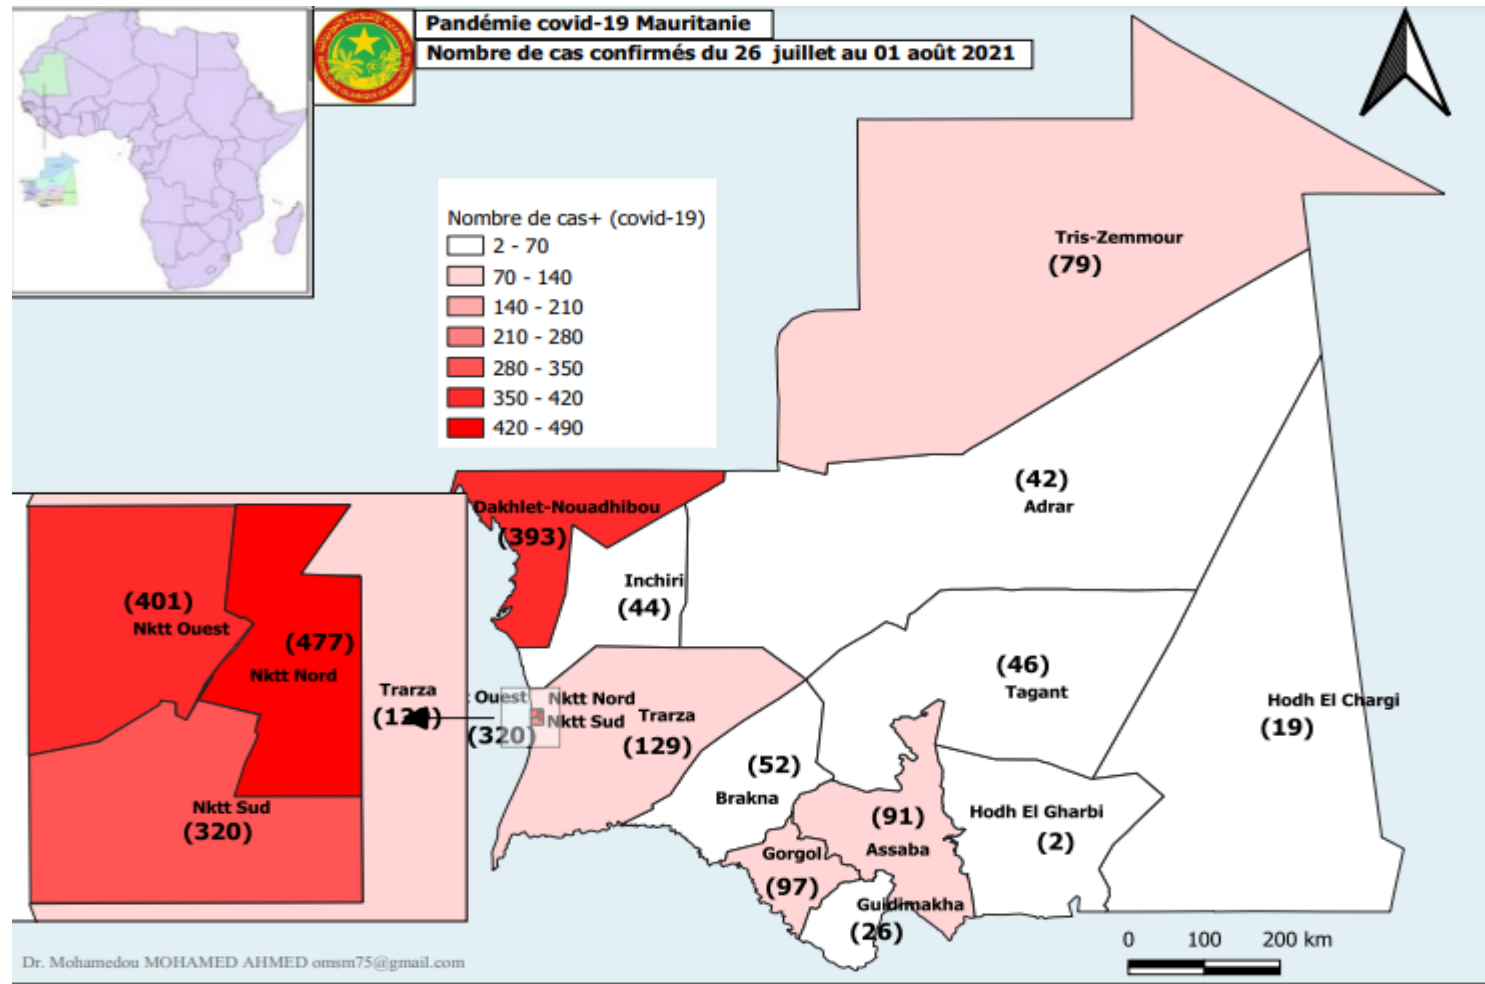 Pandémie covid-19 Mauritanie
Nombre de cas confirmés du 26 juillet au 01 août 2021
Nombre de cas+ (covid-19)
2 - 70
70 - 140
140 - 210
210 - 280
280 - 350
350 - 420
420 - 490
Tris-Zemmour
(79)
(42)
Adrar
Dakhlet-Nouadhibou
(393)
Inchiri
(44)
(401)
Nktt Ouest
(477)
Nktt Nord
Trarza
Nktt Sud
(320)
Ouest
(320)
Nktt Nord
Nktt Sud
Trarza
(129)
(46)
Tagant
Hodh El Chargi
(19)
(52)
Brakna
(91)
Assaba
Hodh El Gharbi
(2)
Gorgol
(97)
Guidimakha
(26)
0 100 200 km
Dr. Mohamedou MOHAMED AHMED omsm75@gmail.com